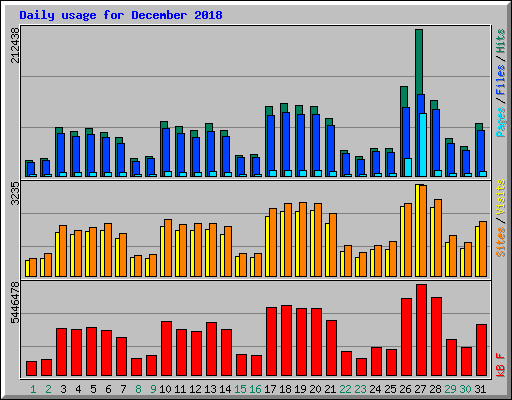 Daily usage for December 2018
212438
Pages / Files / Hits
3235
Sites / Visits
5446478
kB F
1 2 3 4 5 6 7 8 9 10 11 12 13 14 15 16 17 18 19 20 21 22 23 24 25 26 27 28 29 30 31